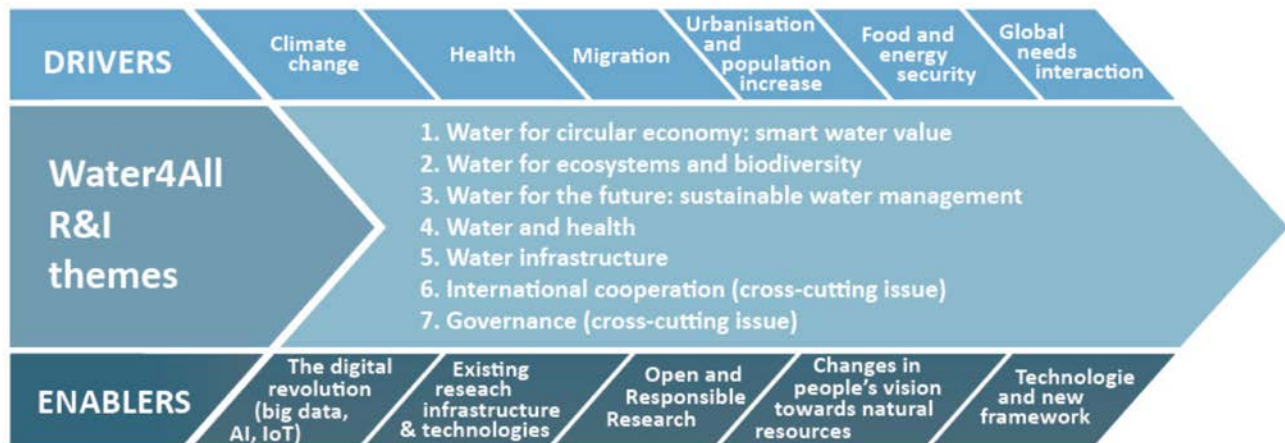 DRIVERS
Climate
change
Health
Migration
Urbanisation
and
population
increase
Food and
energy
security
Global
needs
interaction
Water4All
R&I
themes
1. Water for circular economy: smart water value
2. Water for ecosystems and biodiversity
3. Water for the future: sustainable water management
4. Water and health
5. Water infrastructure
6. International cooperation (cross-cutting issue)
7. Governance (cross-cutting issue)
ENABLERS
The digital
revolution
(big data,
AI, IoT)
Existing
reseach
infrastructure
& technologies
Open and
Responsible
Research
Changes in
people’s vision
towards natural
resources
Technologie
and new
framework